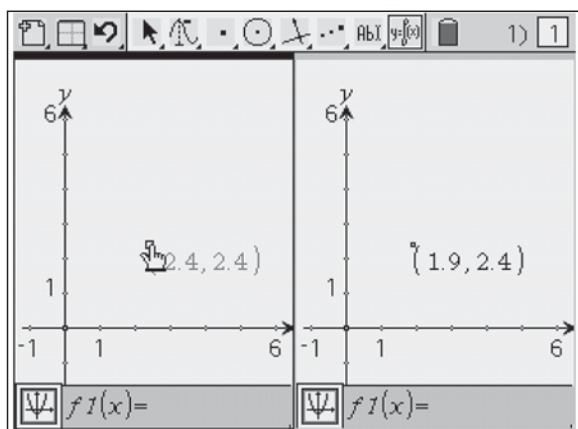 AbI y=f(x) 1) 1
y y
6 6
(2.4, 2.4) (1.9, 2.4)
1 1
-1 1 6 -1 1 6
f1(x)= f1(x)=